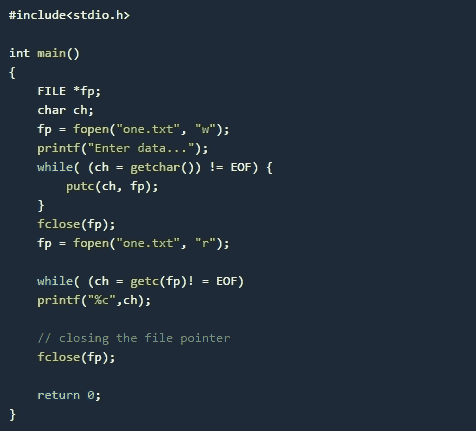 #include<stdio.h>

int main()
{
    FILE *fp;
    char ch;
    fp = fopen("one.txt", "w");
    printf("Enter data...");
    while( (ch = getchar()) != EOF) {
        putc(ch, fp);
    }
    fclose(fp);
    fp = fopen("one.txt", "r");

    while( (ch = getc(fp)! = EOF)
    printf("%c",ch);

    // closing the file pointer
    fclose(fp);

    return 0;
}